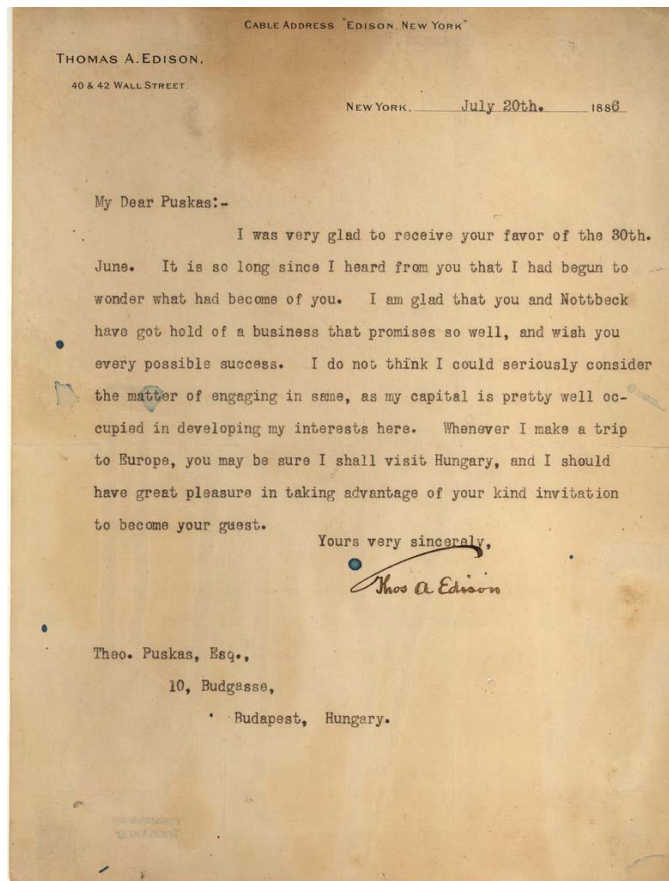 CABLE ADDRESS "EDISON, NEW YORK"
THOMAS A. EDISON,
40 & 42 WALL STREET
NEW YORK, July 20th. 1886
My Dear Puskas:-
I was very glad to receive your favor of the 30th.
June. It is so long since I heard from you that I had begun to
wonder what had become of you. I am glad that you and Nottbeck
have got hold of a business that promises so well, and wish you
every possible success. I do not think I could seriously consider
the matter of engaging in same, as my capital is pretty well oc-
cupied in developing my interests here. Whenever I make a trip
to Europe, you may be sure I shall visit Hungary, and I should
have great pleasure in taking advantage of your kind invitation
to become your guest.
Yours very sincerely,
Thos A Edison
Theo. Puskas, Esq.,
10, Budgasse,
Budapest, Hungary.